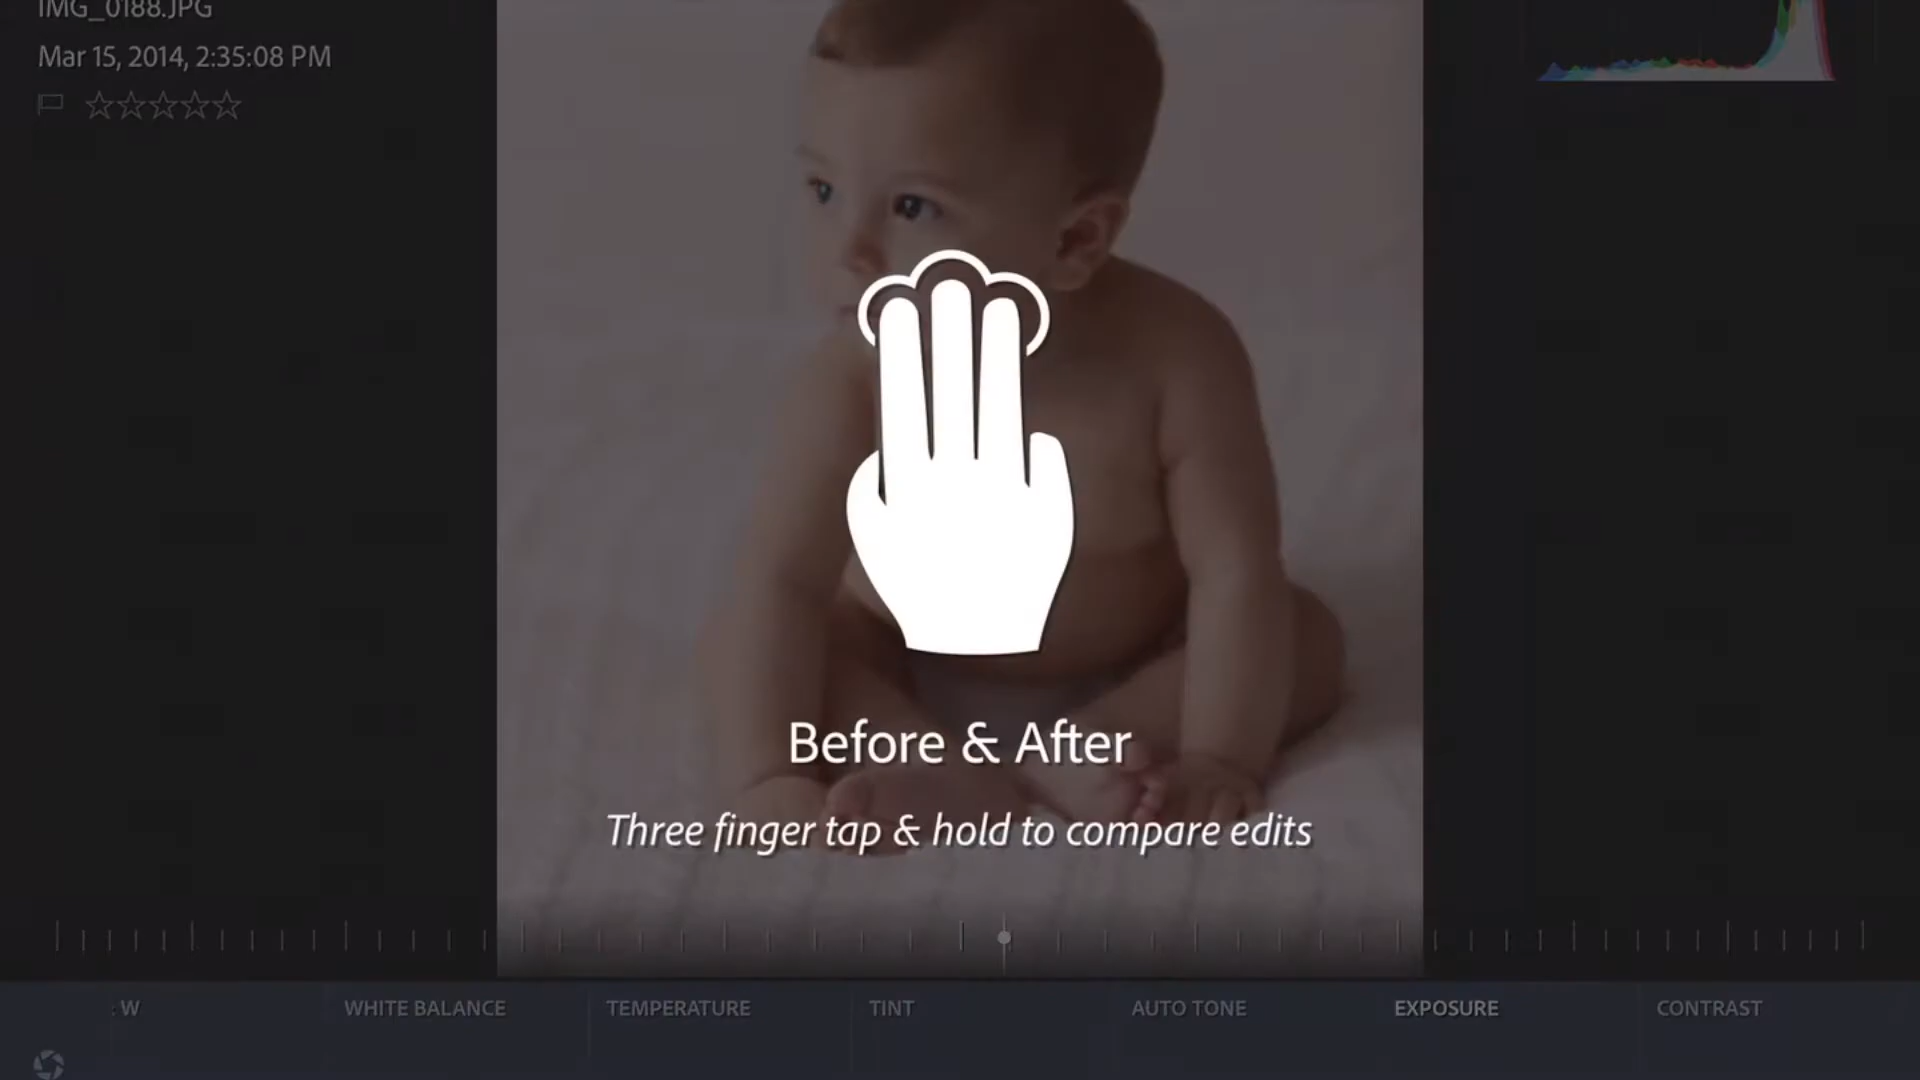 IMG_0188.JPG
Mar 15, 2014, 2:35:08 PM
Before & After
Three finger tap & hold to compare edits
: W
WHITE BALANCE
TEMPERATURE
TINT
AUTO TONE
EXPOSURE
CONTRAST